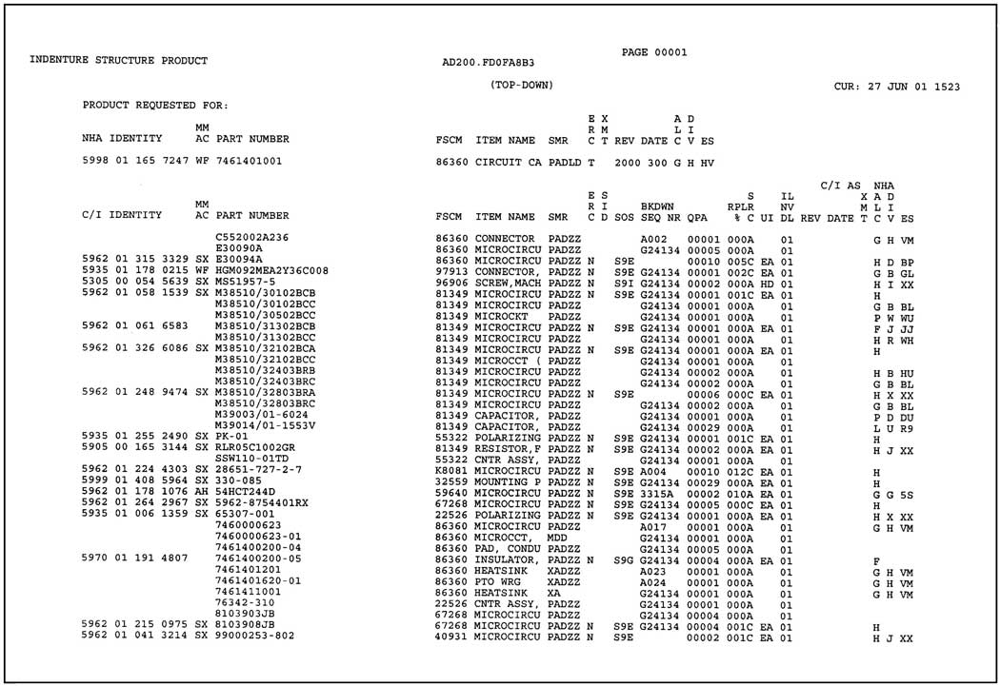 PAGE 00001
INDENTURE STRUCTURE PRODUCT AD200.FD0FA8B3
(TOP-DOWN) CUR: 27 JUN 01 1523
PRODUCT REQUESTED FOR:
E X A D
MM R M L I
NHA IDENTITY AC PART NUMBER FSCM ITEM NAME SMR C T REV DATE C V ES
5998 01 165 7247 WF 7461401001 86360 CIRCUIT CA PADLD T 2000 300 G H HV
C/I AS NHA
E S S IL X A D
MM R I BKDWN RPLR NV M L I
C/I IDENTITY AC PART NUMBER FSCM ITEM NAME SMR C D SOS SEQ NR QPA % C UI DL REV DATE T C V ES
C552002A236 86360 CONNECTOR PADZZ A002 00001 000A 01 G H VM
E30090A 86360 MICROCIRCU PADZZ G24134 00005 000A 01
5962 01 315 3329 SX E30094A 86360 MICROCIRCU PADZZ N S9E 00010 005C EA 01 H D BP
5935 01 178 0215 WF HGM092MEA2Y36C008 97913 CONNECTOR, PADZZ N S9E G24134 00001 002C EA 01 G B GL
5305 00 054 5639 SX MS51957-5 96906 SCREW,MACH PADZZ N S9I G24134 00002 000A HD 01 H I XX
5962 01 058 1539 SX M38510/30102BCB 81349 MICROCIRCU PADZZ N S9E G24134 00001 001C EA 01 H
M38510/30102BCC 81349 MICROCIRCU PADZZ G24134 00001 000A 01 G B BL
M38510/30502BCC 81349 MICROCKT PADZZ G24134 00001 000A 01 P W WU
5962 01 061 6583 M38510/31302BCB 81349 MICROCIRCU PADZZ N S9E G24134 00001 000A EA 01 F J JJ
M38510/31302BCC 81349 MICROCIRCU PADZZ G24134 00001 000A 01 H R WH
5962 01 326 6086 SX M38510/32102BCA 81349 MICROCIRCU PADZZ N S9E G24134 00001 000A EA 01 H
M38510/32102BCC 81349 MICROCCT ( PADZZ G24134 00001 000A 01
M38510/32403BRB 81349 MICROCIRCU PADZZ G24134 00002 000A 01 H B HU
M38510/32403BRC 81349 MICROCIRCU PADZZ G24134 00002 000A 01 G B BL
5962 01 248 9474 SX M38510/32803BRA 81349 MICROCIRCU PADZZ N S9E 00006 000C EA 01 H X XX
M38510/32803BRC 81349 MICROCIRCU PADZZ G24134 00002 000A 01 G B BL
M39003/01-6024 81349 CAPACITOR, PADZZ G24134 00001 000A 01 P D DU
M39014/01-1553V 81349 CAPACITOR, PADZZ G24134 00029 000A 01 L U R9
5935 01 255 2490 SX PK-01 55322 POLARIZING PADZZ N S9E G24134 00001 001C EA 01 H
5905 00 165 3144 SX RLR05C1002GR 81349 RESISTOR,F PADZZ N S9E G24134 00002 000A EA 01 H J XX
SSW110-01TD 55322 CNTR ASSY, PADZZ G24134 00001 000A 01
5962 01 224 4303 SX 28651-727-2-7 K8081 MICROCIRCU PADZZ N S9E A004 00010 012C EA 01 H
5999 01 408 5964 SX 330-085 32559 MOUNTING P PADZZ N S9E G24134 00029 000A EA 01 H
5962 01 178 1076 AH 54HCT244D 59640 MICROCIRCU PADZZ N S9E 3315A 00002 010A EA 01 G G 5S
5962 01 264 2967 SX 5962-8754401RX 67268 MICROCIRCU PADZZ N S9E G24134 00005 000C EA 01 H
5935 01 006 1359 SX 65307-001 22526 POLARIZING PADZZ N S9E G24134 00001 000A EA 01 H X XX
7460000623 86360 MICROCIRCU PADZZ A017 00001 000A 01 G H VM
7460000623-01 86360 MICROCCT, MDD G24134 00001 000A 01
7461400200-04 86360 PAD, CONDU PADZZ G24134 00005 000A 01
5970 01 191 4807 7461400200-05 86360 INSULATOR, PADZZ N S9G G24134 00004 000A EA 01 F
7461401201 86360 HEATSINK XADZZ A023 00001 000A 01 G H VM
7461401620-01 86360 PTO WRG XADZZ A024 00001 000A 01 G H VM
7461411001 86360 HEATSINK XA G24134 00001 000A 01 G H VM
76342-310 22526 CNTR ASSY, PADZZ G24134 00001 000A 01
8103903JB 67268 MICROCIRCU PADZZ G24134 00004 000A 01
5962 01 215 0975 SX 8103908JB 67268 MICROCIRCU PADZZ N S9E G24134 00004 001C EA 01 H
5962 01 041 3214 SX 99000253-802 40931 MICROCIRCU PADZZ N S9E 00002 001C EA 01 H J XX